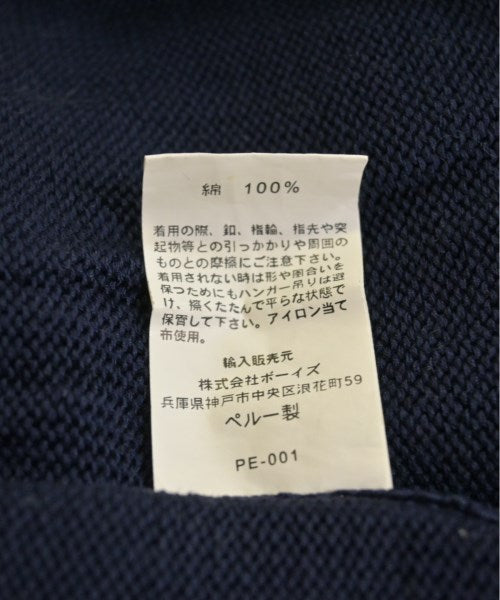 綿 100%
着用の際、釦、指輪、指先や突
起物等との引っかかりや周囲の
ものとの摩擦にご注意下さい。
着用されない時は形や風合いを
保つためにもハンガー吊りは避
け、軽くたたんで平らな状態で
保管して下さい。アイロン当て
布使用。
輸入販売元
株式会社ボーイズ
兵庫県神戸市中央区浪花町59
ペルー製
PE-001